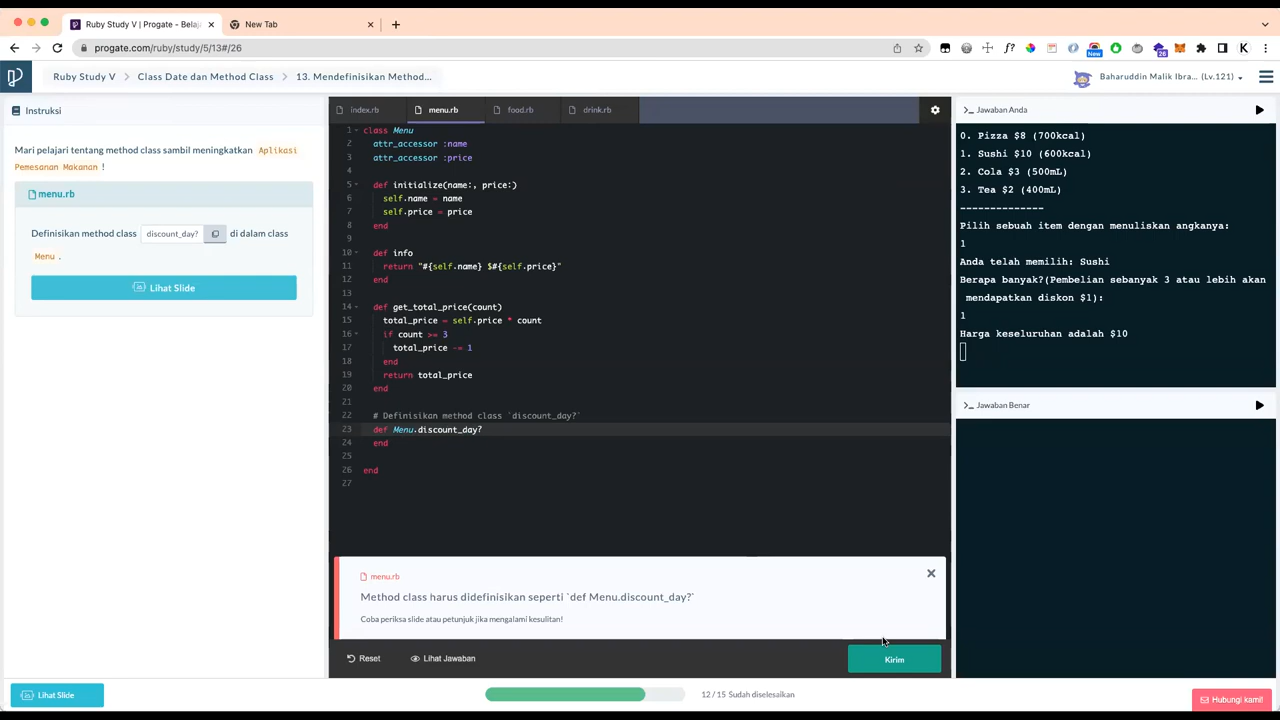 Ruby Study V | Progate - Belaja
New Tab
progate.com/ruby/study/5/13#/26
Ruby Study V
Class Date dan Method Class
13. Mendefinisikan Method...
Baharuddin Malik Ibra... (Lv.121)
Instruksi
Mari pelajari tentang method class sambil meningkatkan Aplikasi
Pemesanan Makanan !
menu.rb
Definisikan method class discount_day? di dalam class
Menu .
Lihat Slide
index.rb
menu.rb
food.rb
drink.rb
1 class Menu
2 attr_accessor :name
3 attr_accessor :price
4
5 def initialize(name:, price:)
6 self.name = name
7 self.price = price
8 end
9
10 def info
11 return "#{self.name} $#{self.price}"
12 end
13
14 def get_total_price(count)
15 total_price = self.price * count
16 if count >= 3
17 total_price -= 1
18 end
19 return total_price
20 end
21
22 # Definisikan method class `discount_day?`
23 def Menu.discount_day?
24 end
25
26 end
27
menu.rb
Method class harus didefinisikan seperti `def Menu.discount_day?`
Coba periksa slide atau petunjuk jika mengalami kesulitan!
Reset
Lihat Jawaban
Kirim
Jawaban Anda
0. Pizza $8 (700kcal)
1. Sushi $10 (600kcal)
2. Cola $3 (500mL)
3. Tea $2 (400mL)
--------------
Pilih sebuah item dengan menuliskan angkanya:
1
Anda telah memilih: Sushi
Berapa banyak?(Pembelian sebanyak 3 atau lebih akan
mendapatkan diskon $1):
1
Harga keseluruhan adalah $10
Jawaban Benar
Lihat Slide
12 / 15 Sudah diselesaikan
Hubungi kami!